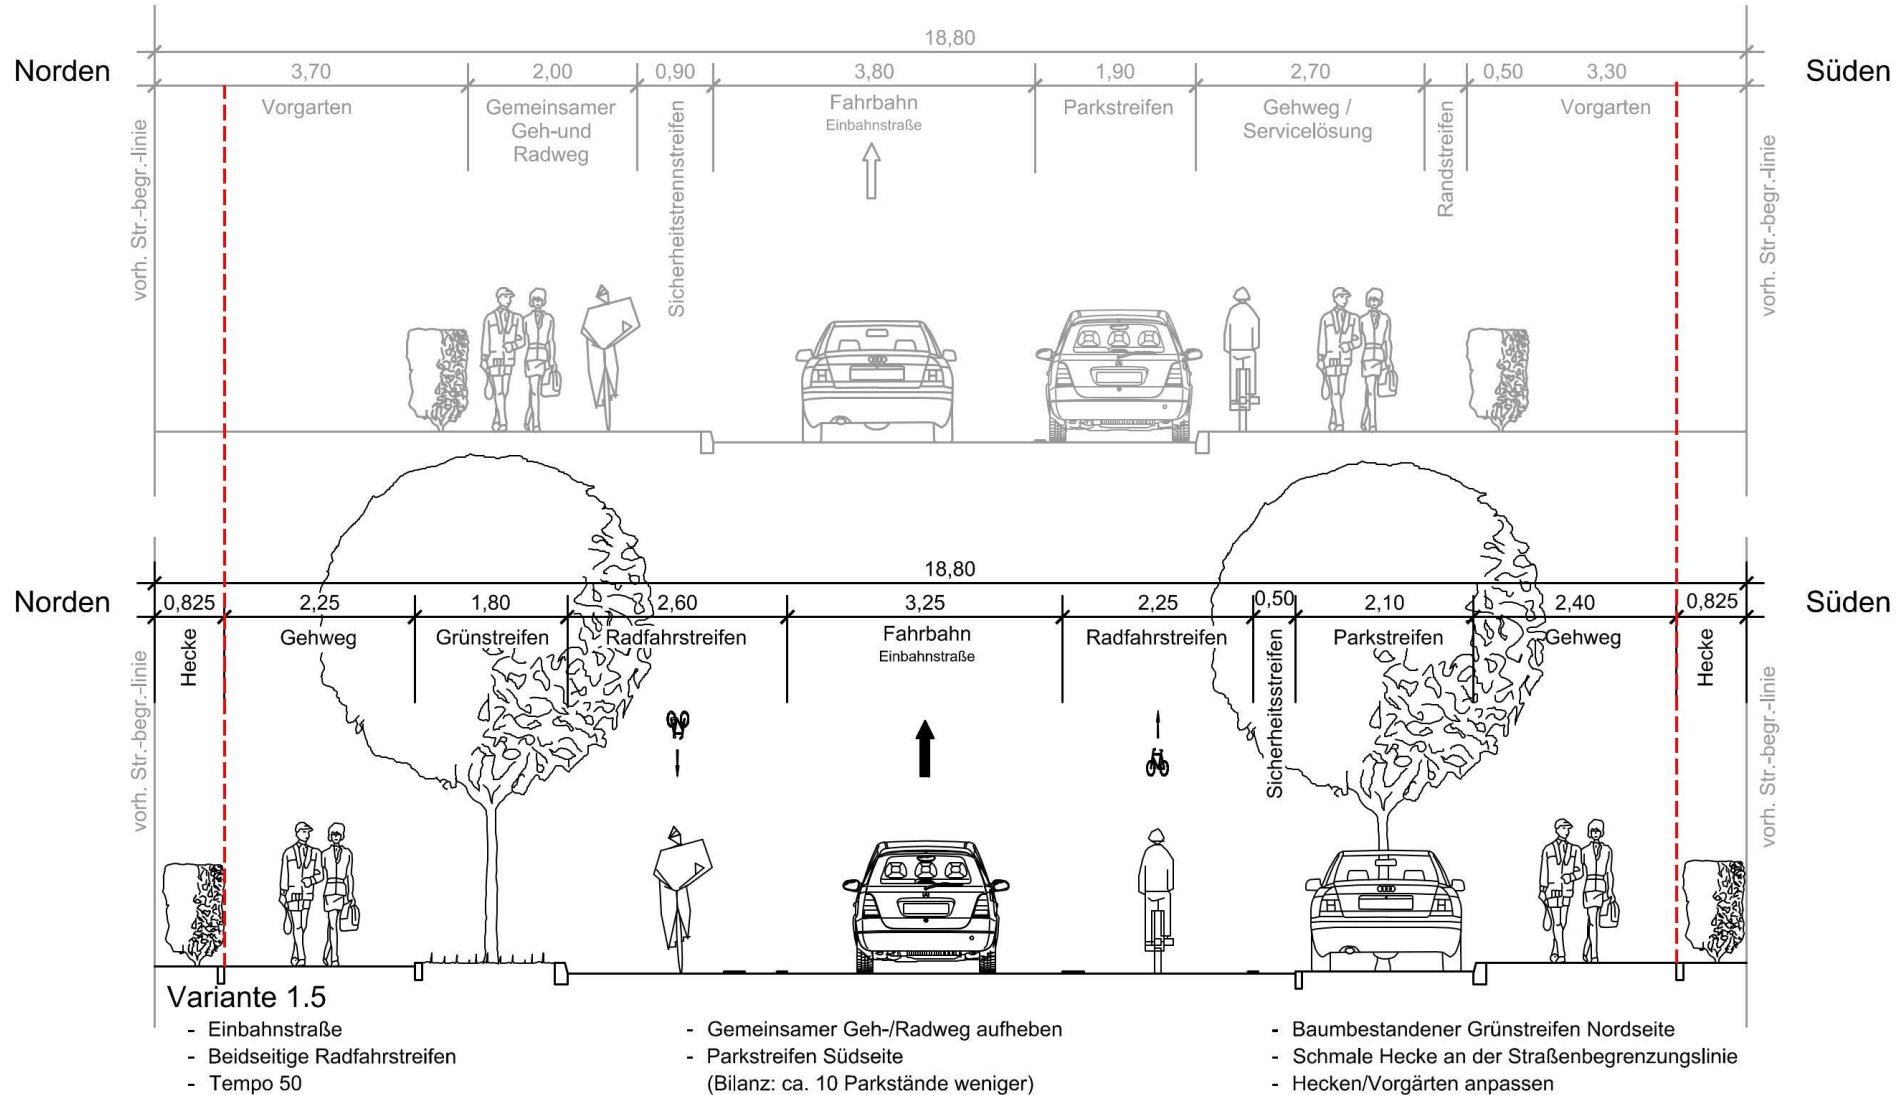 18,80
Norden
3,70
2,00
0,90
3,80
1,90
2,70
0,50
3,30
Süden
vorh. Str.-begr.-linie
Vorgarten
Gemeinsamer
Geh-und
Radweg
Sicherheitstrennstreifen
Fahrbahn
Einbahnstraße
Parkstreifen
Gehweg /
Servicelösung
Randstreifen
Vorgarten
vorh. Str.-begr.-linie
18,80
Norden
0,825
2,25
1,80
2,60
3,25
2,25
0,50
2,10
2,40
0,825
Süden
vorh. Str.-begr.-linie
Hecke
Gehweg
Grünstreifen
Radfahrstreifen
Fahrbahn
Einbahnstraße
Radfahrstreifen
Sicherheitsstreifen
Parkstreifen
Gehweg
Hecke
vorh. Str.-begr.-linie
Variante 1.5
- Einbahnstraße
- Beidseitige Radfahrstreifen
- Tempo 50
- Gemeinsamer Geh-/Radweg aufheben
- Parkstreifen Südseite
(Bilanz: ca. 10 Parkstände weniger)
- Baumbestandener Grünstreifen Nordseite
- Schmale Hecke an der Straßenbegrenzungslinie
- Hecken/Vorgärten anpassen